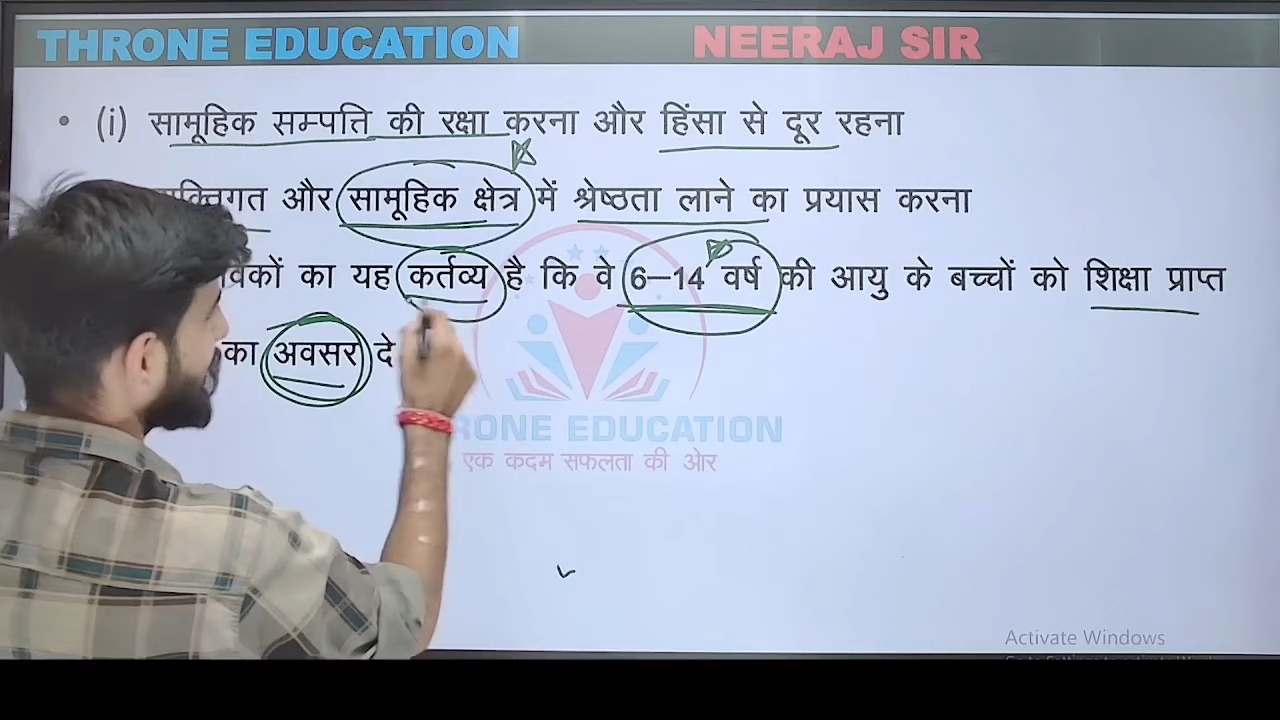 THRONE EDUCATION NEERAJ SIR
• (i) सामूहिक सम्पति की रक्षा करना और हिंसा से दूर रहना
और सामूहिक क्षेत्र में श्रेष्ठता लाने का प्रयास करना
का यह कर्तव्य है कि वे 6–14 वर्ष की आयु के बच्चों को शिक्षा प्राप्त
का अवसर दे
EDUCATION
एक कदम सफलता की ओर
Activate Windows